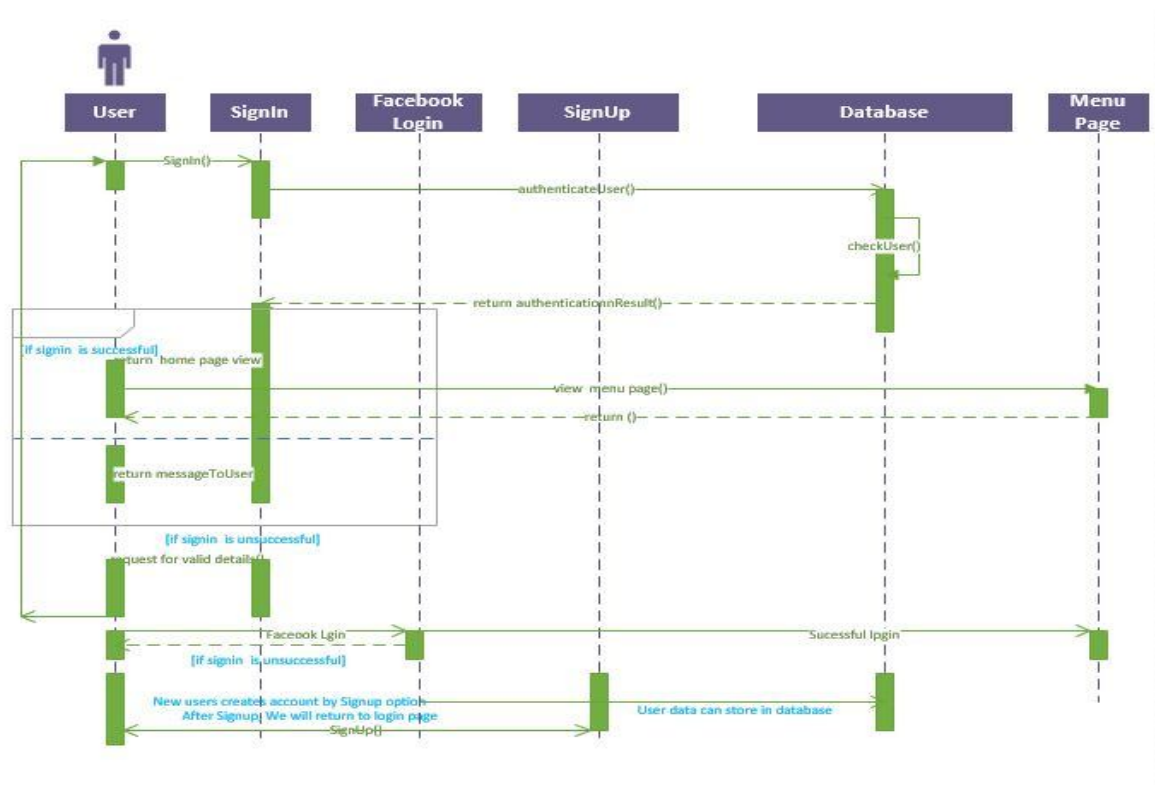 User
SignIn
Facebook
Login
SignUp
Database
Menu
Page
SignIn()
authenticateUser()
checkUser()
return authenticationnResult()
[if signin is successful]
return home page view
view menu page()
return ()
return messageToUser
[if signin is unsuccessful]
request for valid details()
Faceook Lgin
Sucessful lpgin
[if signin is unsuccessful]
New users creates account by Signup option
After Signup, We will return to login page
User data can store in database
SignUp()